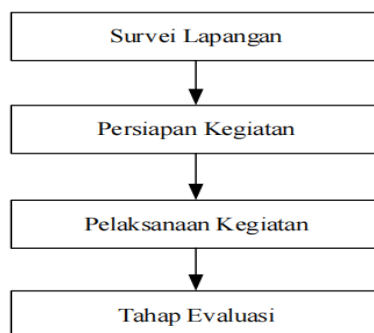 Survei Lapangan
Persiapan Kegiatan
Pelaksanaan Kegiatan
Tahap Evaluasi